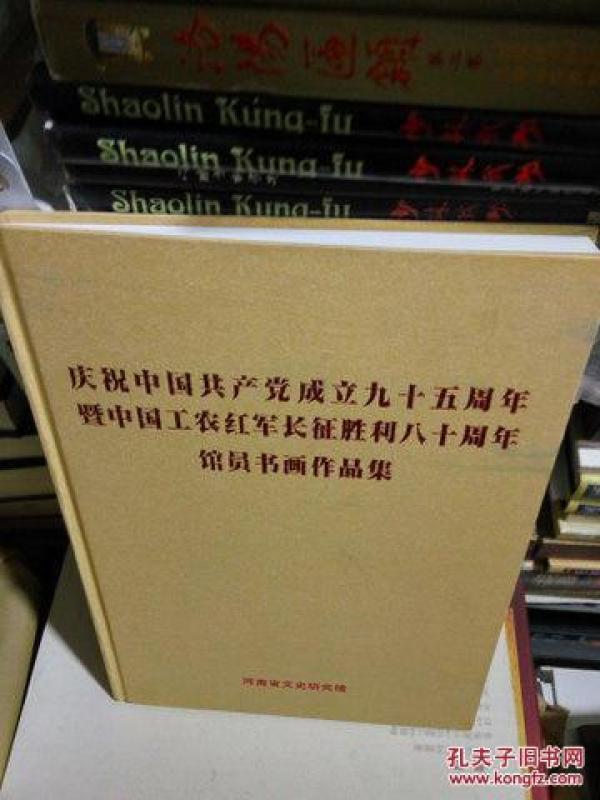 Shaolin Kung-fu
Shaolin Kung-fu
Shaolin Kung-fu
庆祝中国共产党成立九十五周年
暨中国工农红军长征胜利八十周年
馆员书画作品集
河南省文史研究馆
孔夫子旧书网
www.kongfz.com